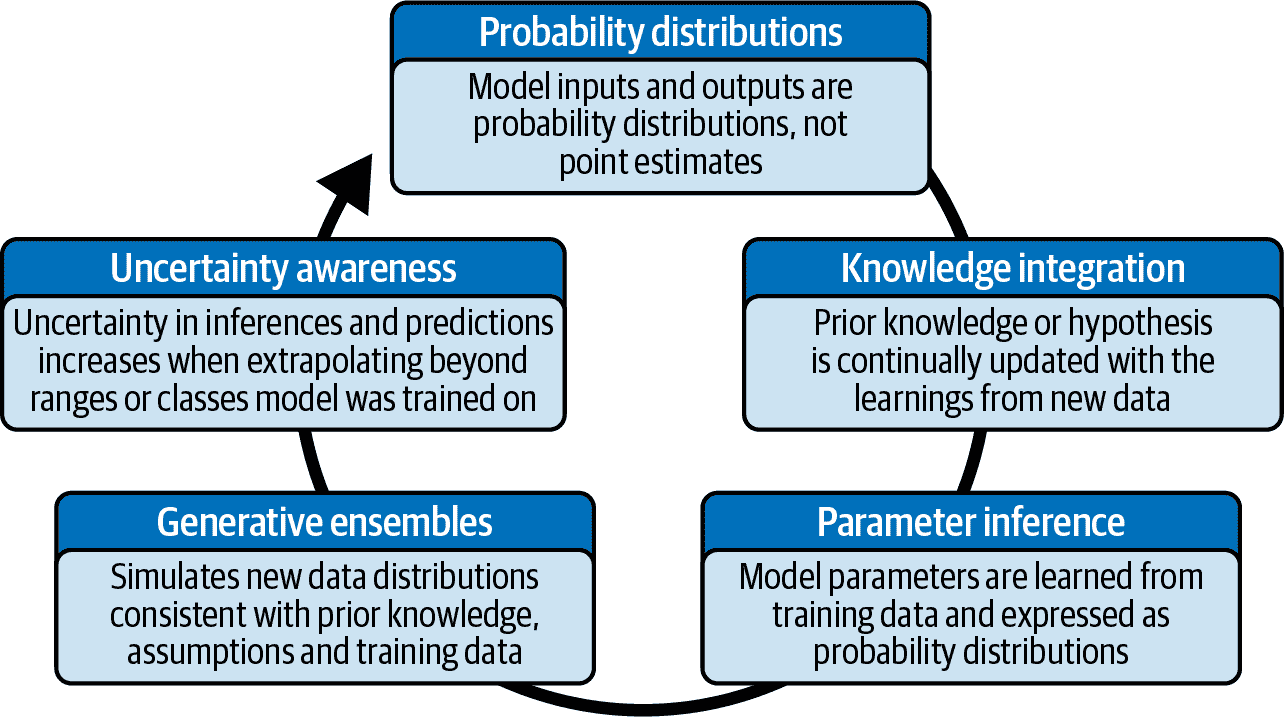 Probability distributions
Model inputs and outputs are
probability distributions, not
point estimates
Knowledge integration
Prior knowledge or hypothesis
is continually updated with the
learnings from new data
Parameter inference
Model parameters are learned from
training data and expressed as
probability distributions
Generative ensembles
Simulates new data distributions
consistent with prior knowledge,
assumptions and training data
Uncertainty awareness
Uncertainty in inferences and predictions
increases when extrapolating beyond
ranges or classes model was trained on